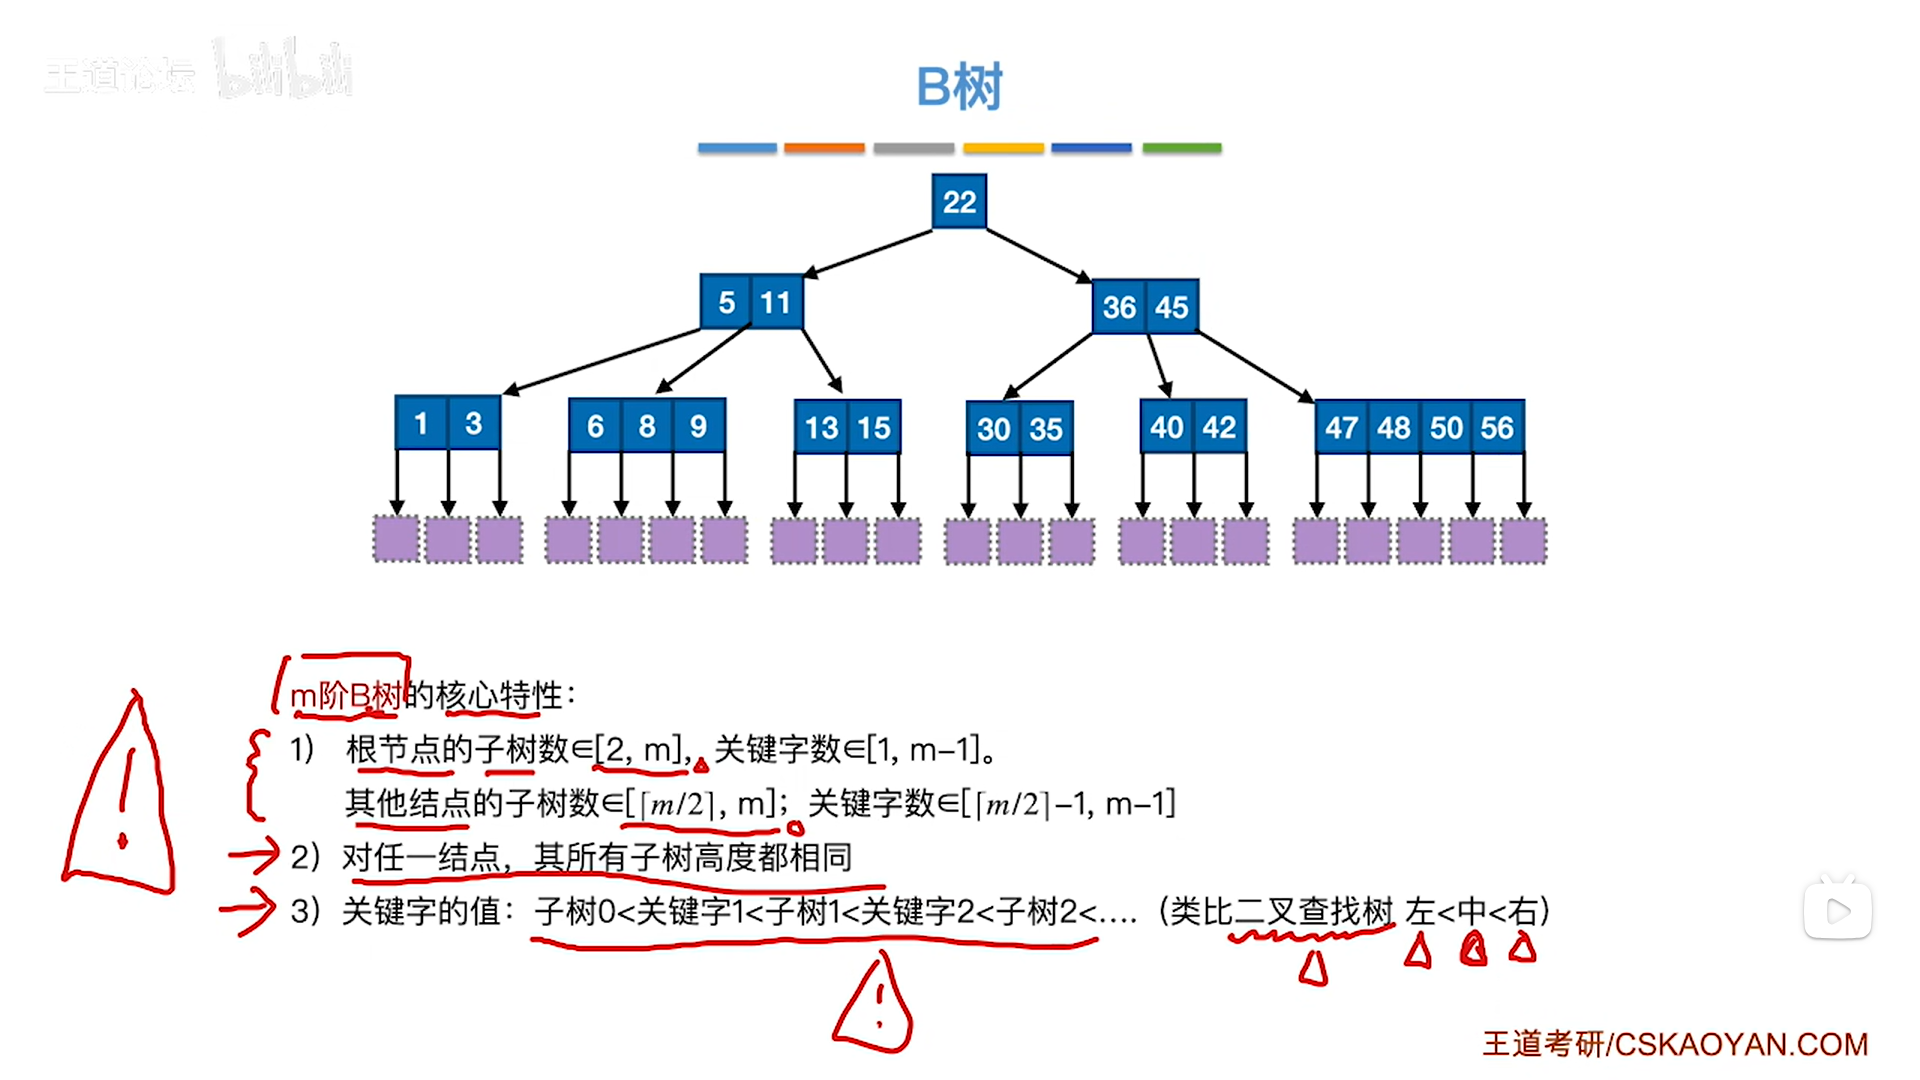 王道论坛 bilibili
B树
22
5 11
36 45
1 3
6 8 9
13 15
30 35
40 42
47 48 50 56
m阶B树的核心特性：
1） 根节点的子树数∈[2, m]，关键字数∈[1, m–1]。
其他结点的子树数∈[⌈m/2⌉, m]；关键字数∈[⌈m/2⌉–1, m–1]
2）对任一结点，其所有子树高度都相同
3）关键字的值：子树0<关键字1<子树1<关键字2<子树2<.... （类比二叉查找树 左<中<右）
王道考研/CSKAOYAN.COM